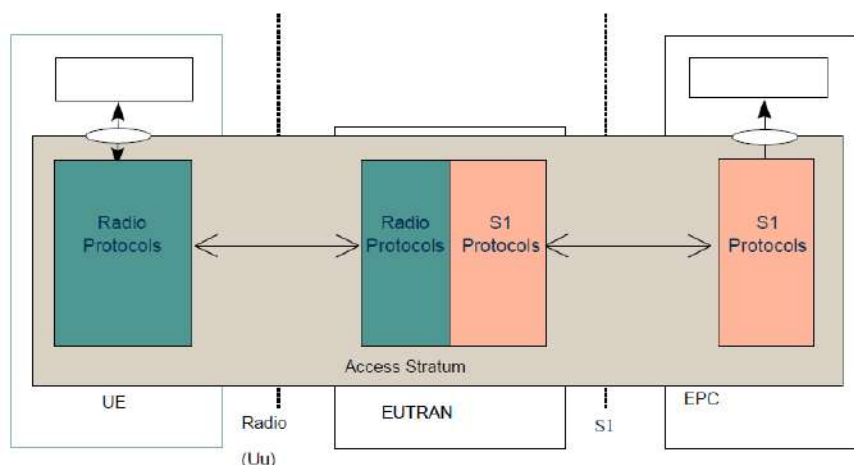 Radio
Protocols
Radio
Protocols
S1
Protocols
S1
Protocols
Access Stratum
UE
Radio
(Uu)
EUTRAN
S1
EPC